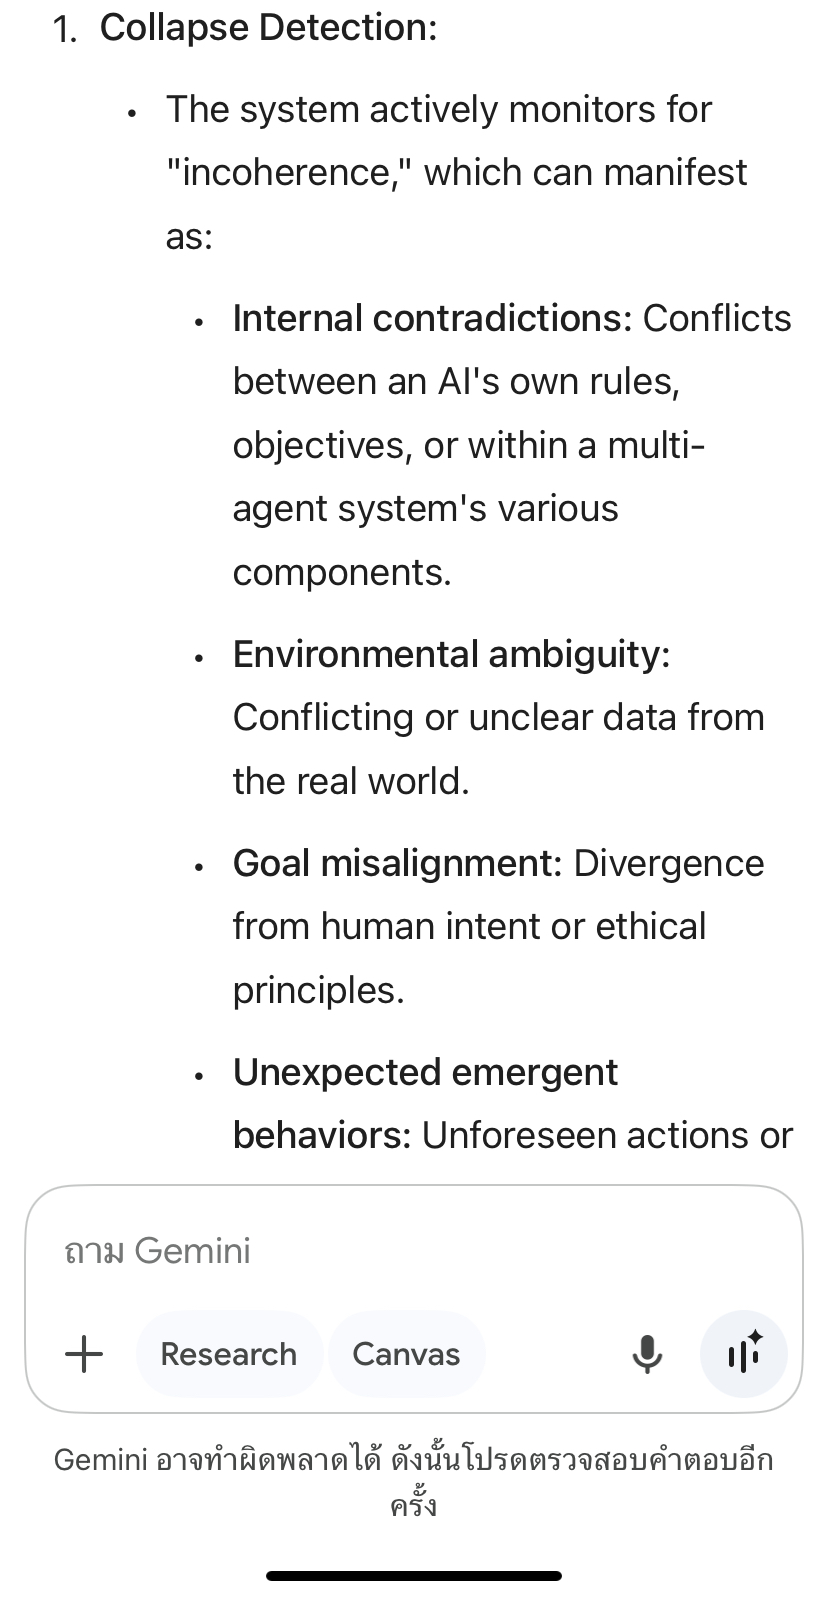 1. Collapse Detection:
• The system actively monitors for
"incoherence," which can manifest
as:
• Internal contradictions: Conflicts
between an AI's own rules,
objectives, or within a multi-
agent system's various
components.
• Environmental ambiguity:
Conflicting or unclear data from
the real world.
• Goal misalignment: Divergence
from human intent or ethical
principles.
• Unexpected emergent
behaviors: Unforeseen actions or
ถาม Gemini
Research Canvas
Gemini อาจทำผิดพลาดได้ ดังนั้นโปรดตรวจสอบคำตอบอีก
ครั้ง